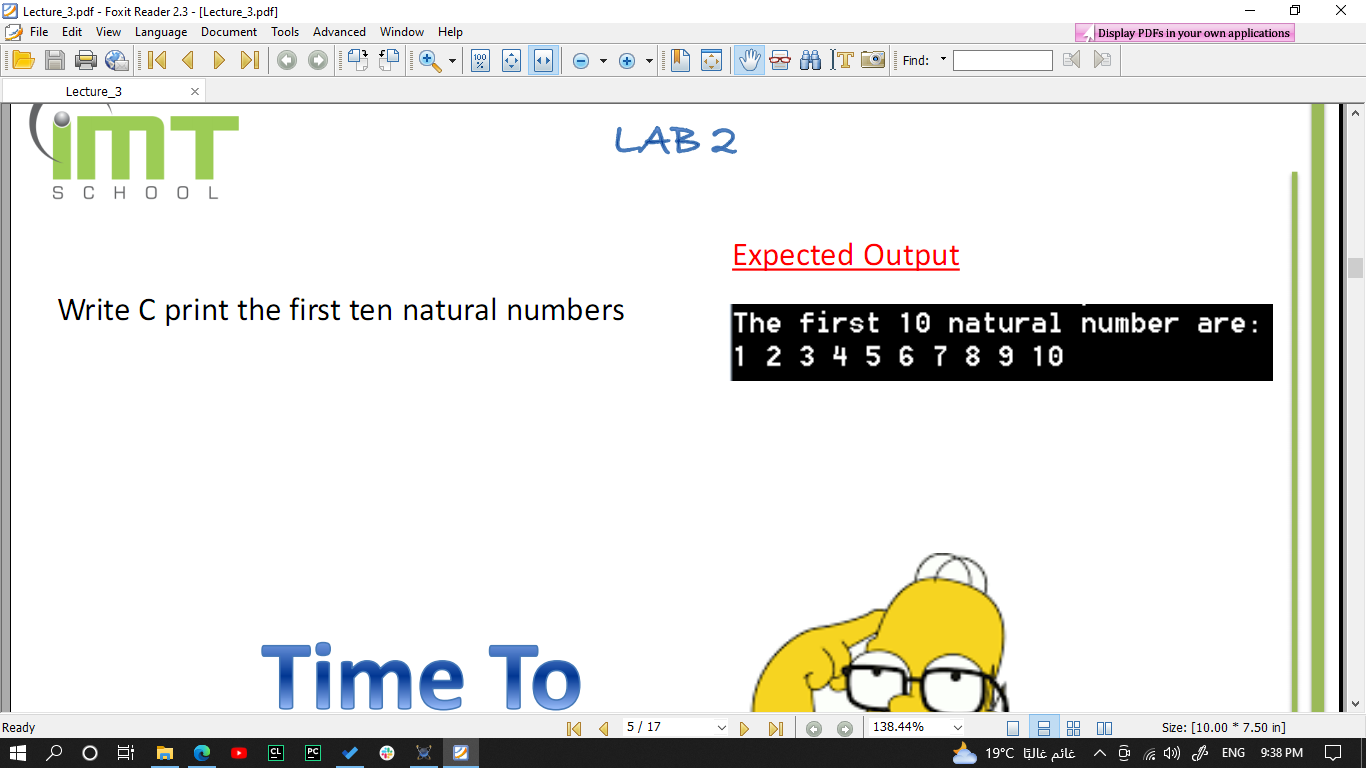 Lecture_3.pdf - Foxit Reader 2.3 - [Lecture_3.pdf]
File Edit View Language Document Tools Advanced Window Help
Display PDFs in your own applications
100 %
Find:
Lecture_3
iMT
SCHOOL
LAB 2
Expected Output
Write C print the first ten natural numbers
The first 10 natural number are:
1 2 3 4 5 6 7 8 9 10
Time To
Ready
5 / 17
138.44%
Size: [10.00 * 7.50 in]
CL
PC
19°C غائم غالبًا
ENG
9:38 PM